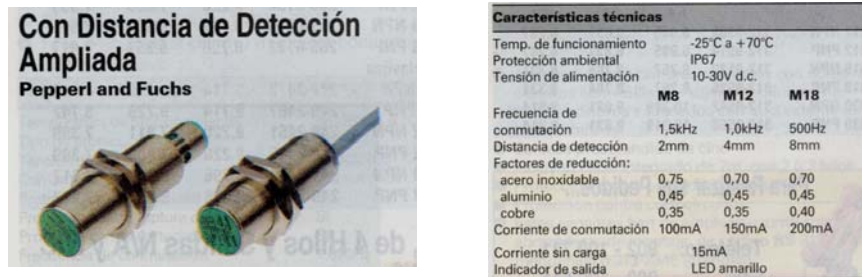 Con Distancia de Detección
Ampliada
Pepperl and Fuchs
Características técnicas
Temp. de funcionamiento -25°C a +70°C
Protección ambiental IP67
Tensión de alimentación 10-30V d.c.
M8 M12 M18
Frecuencia de
conmutación 1,5kHz 1,0kHz 500Hz
Distancia de detección 2mm 4mm 8mm
Factores de reducción:
acero inoxidable 0,75 0,70 0,70
aluminio 0,45 0,45 0,45
cobre 0,35 0,35 0,40
Corriente de conmutación 100mA 150mA 200mA
Corriente sin carga 15mA
Indicador de salida LED amarillo